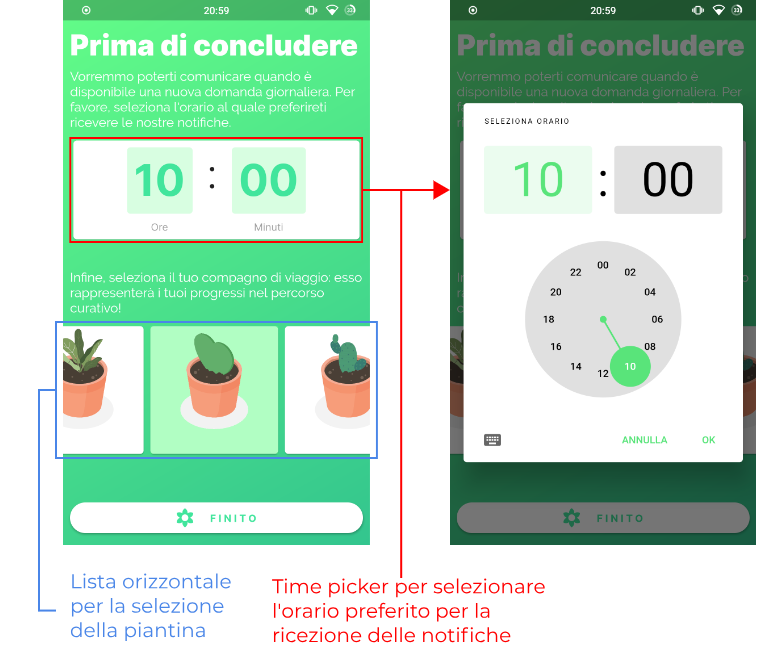 20:59
Prima di concludere
Vorremmo poterti comunicare quando è
disponibile una nuova domanda giornaliera. Per
favore, seleziona l'orario al quale preferireti
ricevere le nostre notifiche.
10 : 00
Ore Minuti
Infine, seleziona il tuo compagno di viaggio: esso
rappresenterà i tuoi progressi nel percorso
curativo!
FINITO
20:59
33
Prima di concludere
Vorremmo poterti comunicare quando è
disponibile una nuova domanda giornaliera. Per
SELEZIONA ORARIO
10 : 00
00
22 02
20 04
18 06
16 08
14 10
12
ANNULLA OK
FINITO
Lista orizzontale
per la selezione
della piantina
Time picker per selezionare
l'orario preferito per la
ricezione delle notifiche